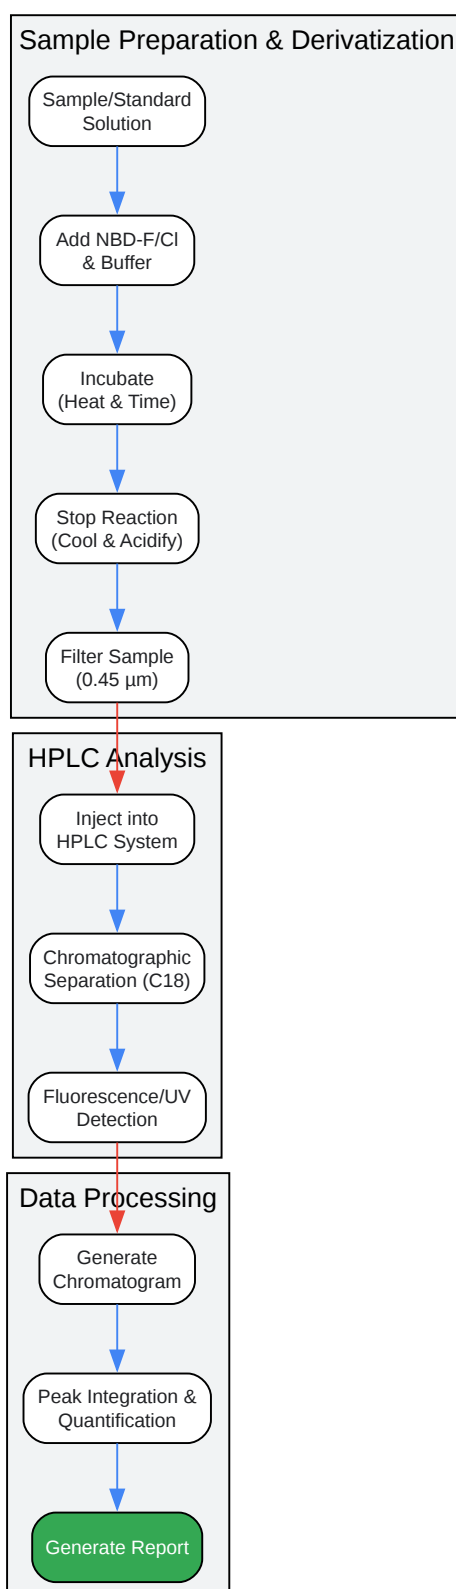 Sample Preparation & Derivatization
Sample/Standard
Solution
Add NBD-F/Cl
& Buffer
Incubate
(Heat & Time)
Stop Reaction
(Cool & Acidify)
Filter Sample
(0.45 µm)
HPLC Analysis
Inject into
HPLC System
Chromatographic
Separation (C18)
Fluorescence/UV
Detection
Data Processing
Generate
Chromatogram
Peak Integration &
Quantification
Generate Report